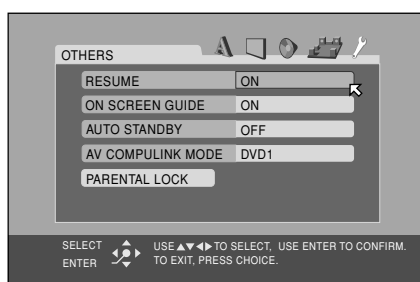 OTHERS
RESUME ON
ON SCREEN GUIDE ON
AUTO STANDBY OFF
AV COMPULINK MODE DVD1
PARENTAL LOCK
SELECT USE ▲▼◀▶ TO SELECT, USE ENTER TO CONFIRM.
ENTER TO EXIT, PRESS CHOICE.